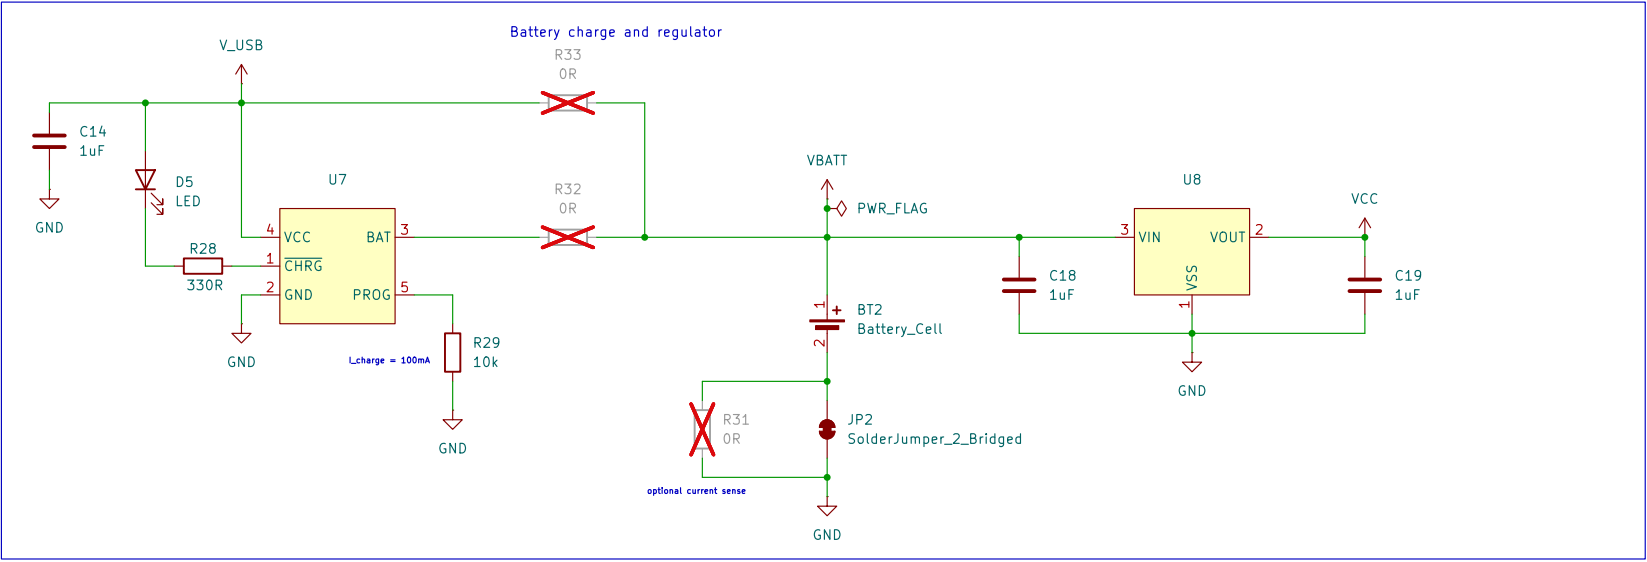 Battery charge and regulator
V_USB
R33
0R
C14
1uF
GND
D5
LED
R28
330R
U7
4
VCC
1
CHRG
2
GND
BAT
3
PROG
5
GND
I_charge = 100mA
R29
10k
GND
R32
0R
VBATT
PWR_FLAG
1
+
BT2
Battery_Cell
2
R31
0R
JP2
SolderJumper_2_Bridged
optional current sense
GND
C18
1uF
U8
3
VIN
VOUT
2
VSS
1
GND
VCC
C19
1uF